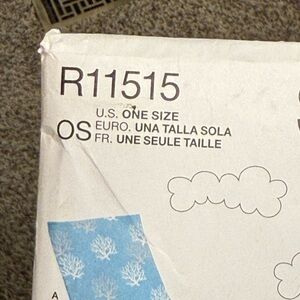 R11515
U.S. ONE SIZE
OS EURO. UNA TALLA SOLA
FR. UNE SEULE TAILLE
A